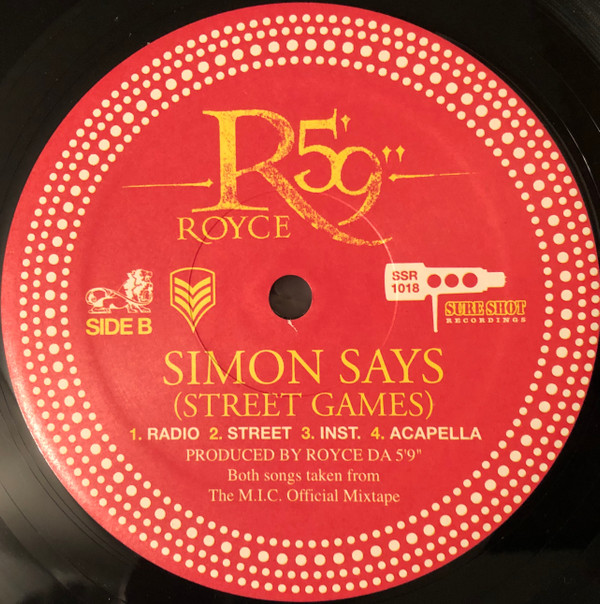 R5'9"
ROYCE
SIDE B
SSR
1018
SURE SHOT
RECORDINGS
SIMON SAYS
(STREET GAMES)
1. RADIO 2. STREET 3. INST. 4. ACAPELLA
PRODUCED BY ROYCE DA 5'9"
Both songs taken from
The M.I.C. Official Mixtape